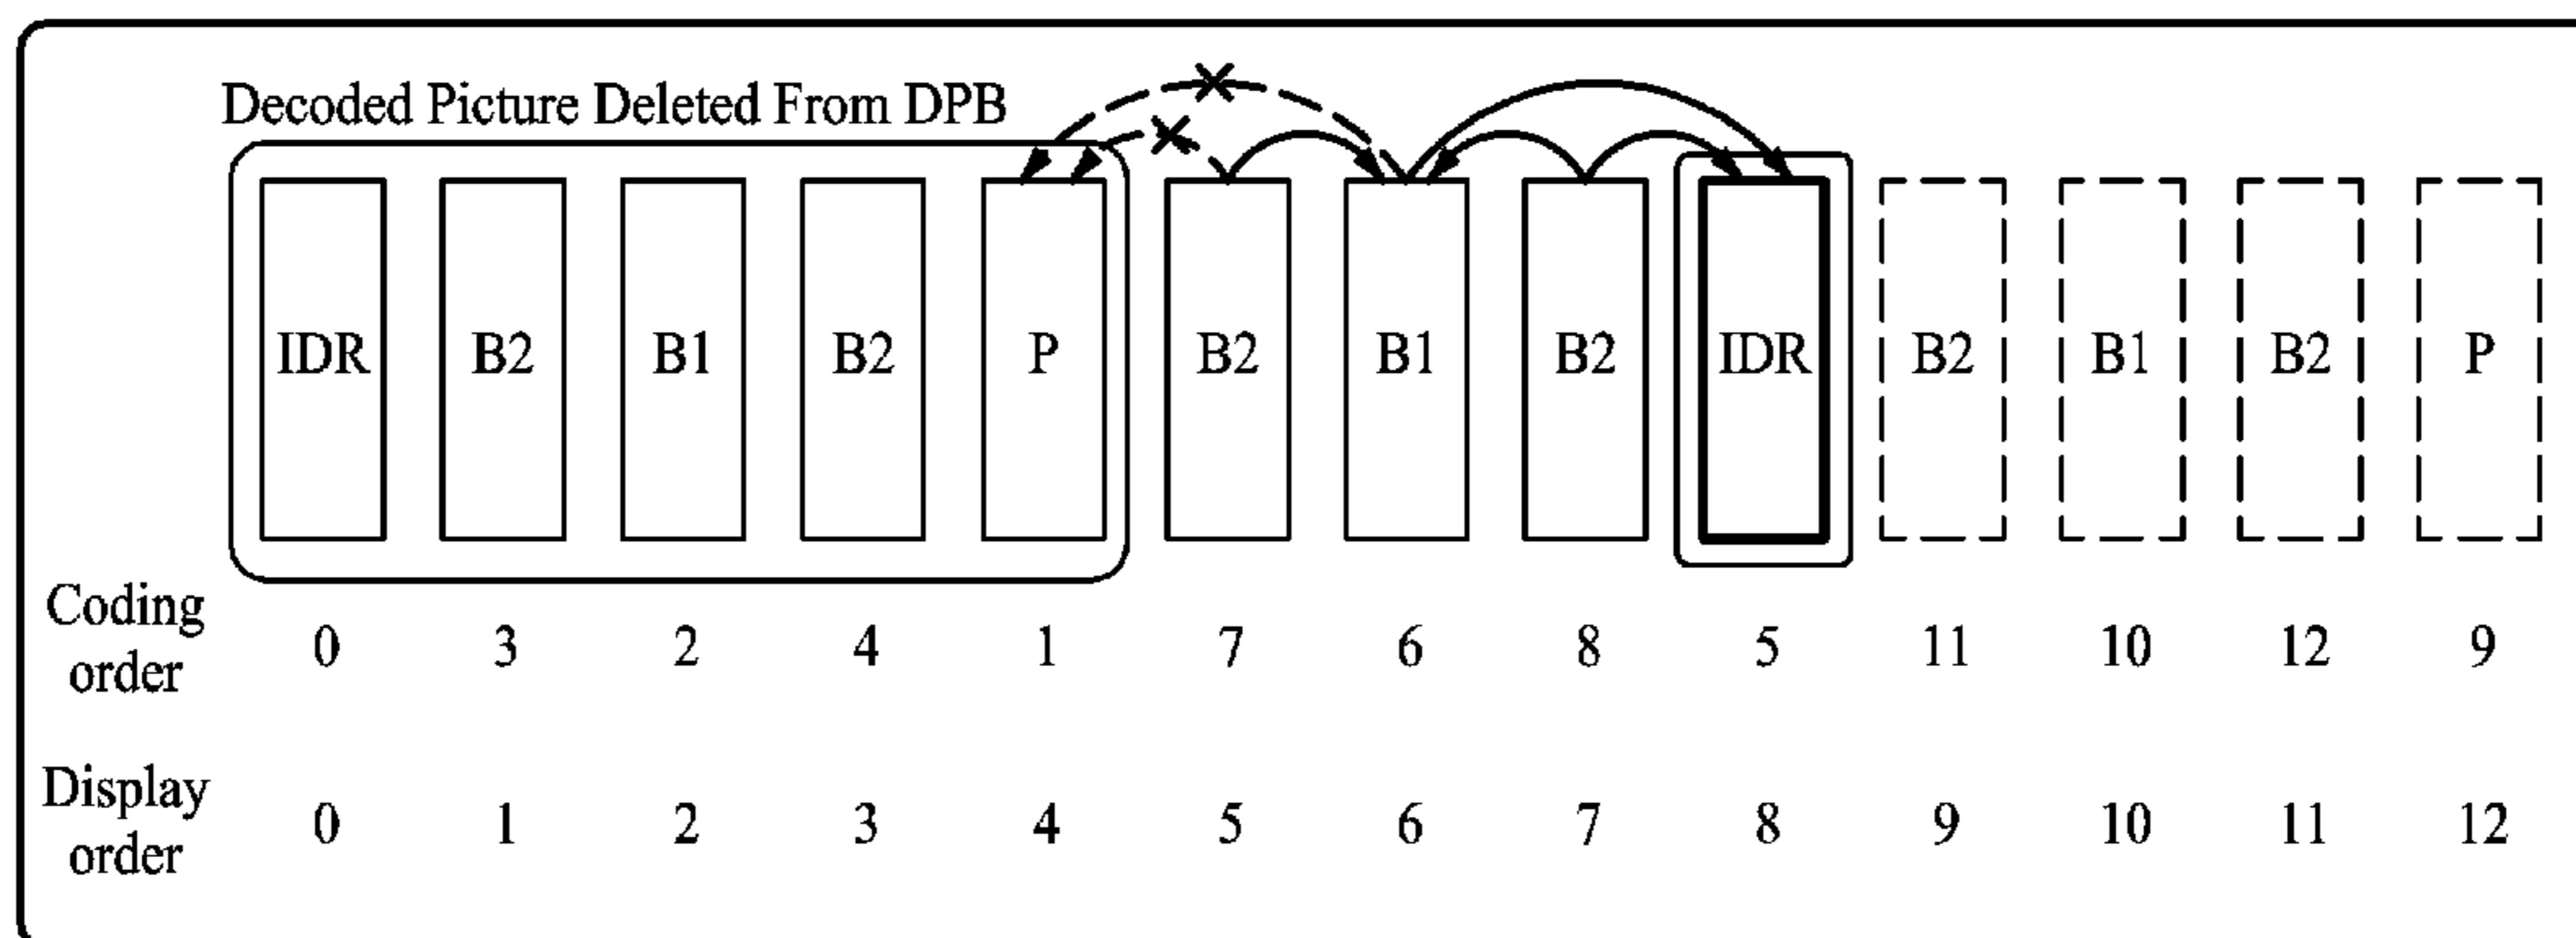 Decoded Picture Deleted From DPB
IDR B2 B1 B2 P B2 B1 B2 IDR B2 B1 B2 P
Coding
order
0 3 2 4 1 7 6 8 5 11 10 12 9
Display
order
0 1 2 3 4 5 6 7 8 9 10 11 12